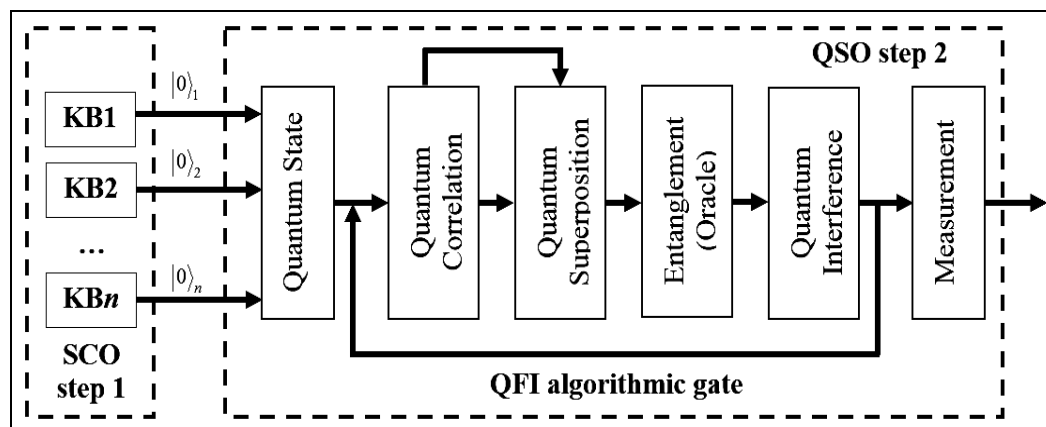 QSO step 2
|0⟩₁
KB1
|0⟩₂
KB2
...
|0⟩ₙ
KBn
SCO
step 1
Quantum State
Quantum
Correlation
Quantum
Superposition
Entanglement
(Oracle)
Quantum
Interference
Measurement
QFI algorithmic gate